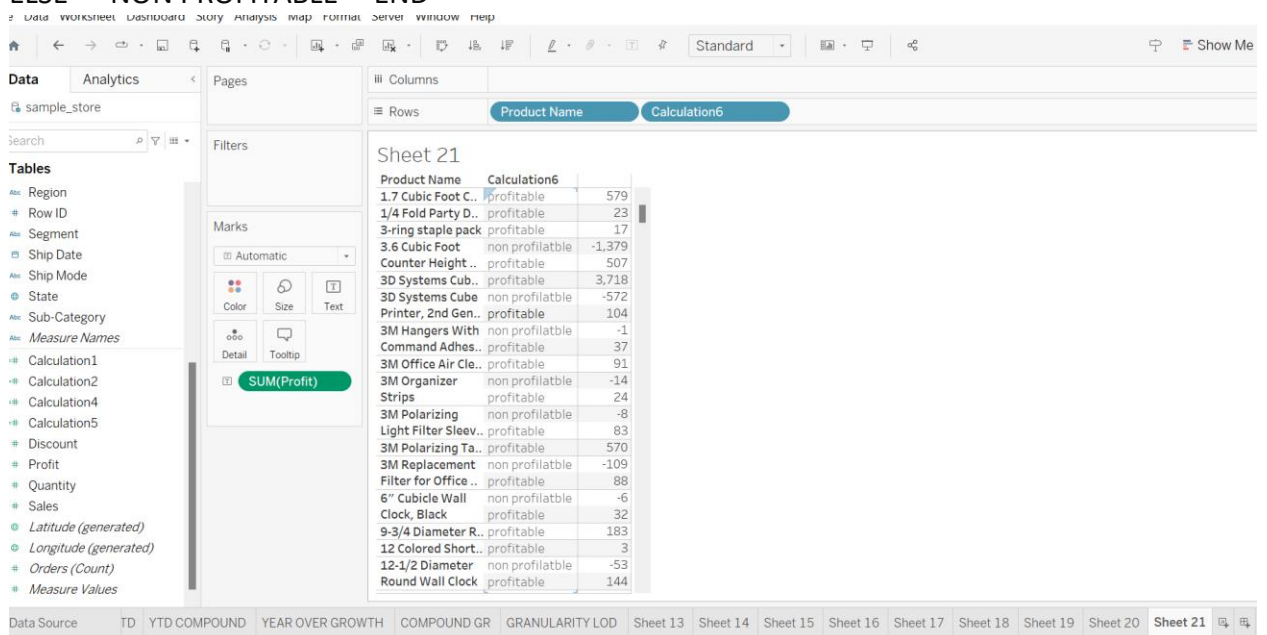 ELSE " NON PROFITABLE " END
Data Worksheet Dashboard Story Analysis Map Format Server Window Help
Standard
Show Me
Data Analytics
sample_store
Search
Tables
Abc Region
# Row ID
Abc Segment
Ship Date
Abc Ship Mode
State
Abc Sub-Category
Abc Measure Names
=# Calculation1
=# Calculation2
=# Calculation4
=# Calculation5
# Discount
# Profit
# Quantity
# Sales
Latitude (generated)
Longitude (generated)
# Orders (Count)
# Measure Values
Pages
Filters
Marks
Automatic
Color Size Text
Detail Tooltip
SUM(Profit)
Columns
Rows Product Name Calculation6
Sheet 21
Product Name Calculation6
1.7 Cubic Foot C.. profitable 579
1/4 Fold Party D.. profitable 23
3-ring staple pack profitable 17
3.6 Cubic Foot non profilatble -1,379
Counter Height .. profitable 507
3D Systems Cub.. profitable 3,718
3D Systems Cube non profilatble -572
Printer, 2nd Gen.. profitable 104
3M Hangers With non profilatble -1
Command Adhes.. profitable 37
3M Office Air Cle.. profitable 91
3M Organizer non profilatble -14
Strips profitable 24
3M Polarizing non profilatble -8
Light Filter Sleev.. profitable 83
3M Polarizing Ta.. profitable 570
3M Replacement non profilatble -109
Filter for Office .. profitable 88
6" Cubicle Wall non profilatble -6
Clock, Black profitable 32
9-3/4 Diameter R.. profitable 183
12 Colored Short.. profitable 3
12-1/2 Diameter non profilatble -53
Round Wall Clock profitable 144
Data Source TD YTD COMPOUND YEAR OVER GROWTH COMPOUND GR GRANULARITY LOD Sheet 13 Sheet 14 Sheet 15 Sheet 16 Sheet 17 Sheet 18 Sheet 19 Sheet 20 Sheet 21